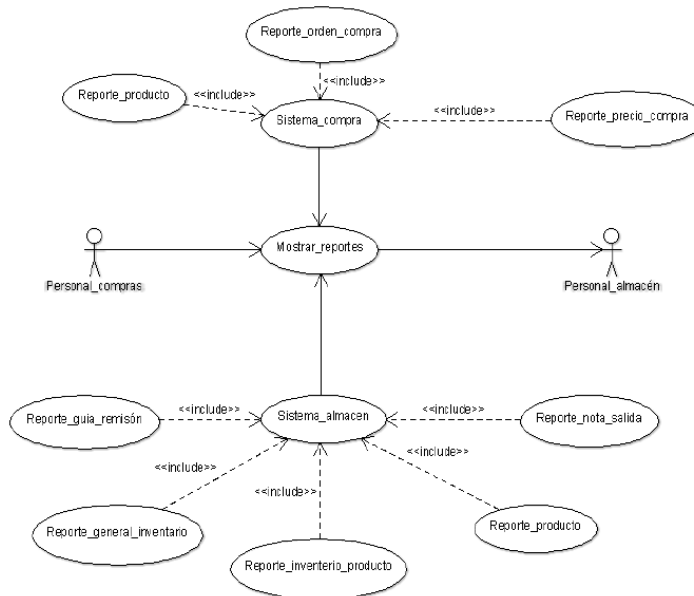 Reporte_orden_compra
<<include>>
<<include>>
Reporte_producto
<<include>>
Sistema_compra
Reporte_precio_compra
Mostrar_reportes
Personal_compras
Personal_almacén
<<include>>
<<include>>
Reporte_guia_remisón
Sistema_almacen
Reporte_nota_salida
<<include>>
<<include>>
<<include>>
Reporte_general_inventario
Reporte_producto
Reporte_inventerio_producto